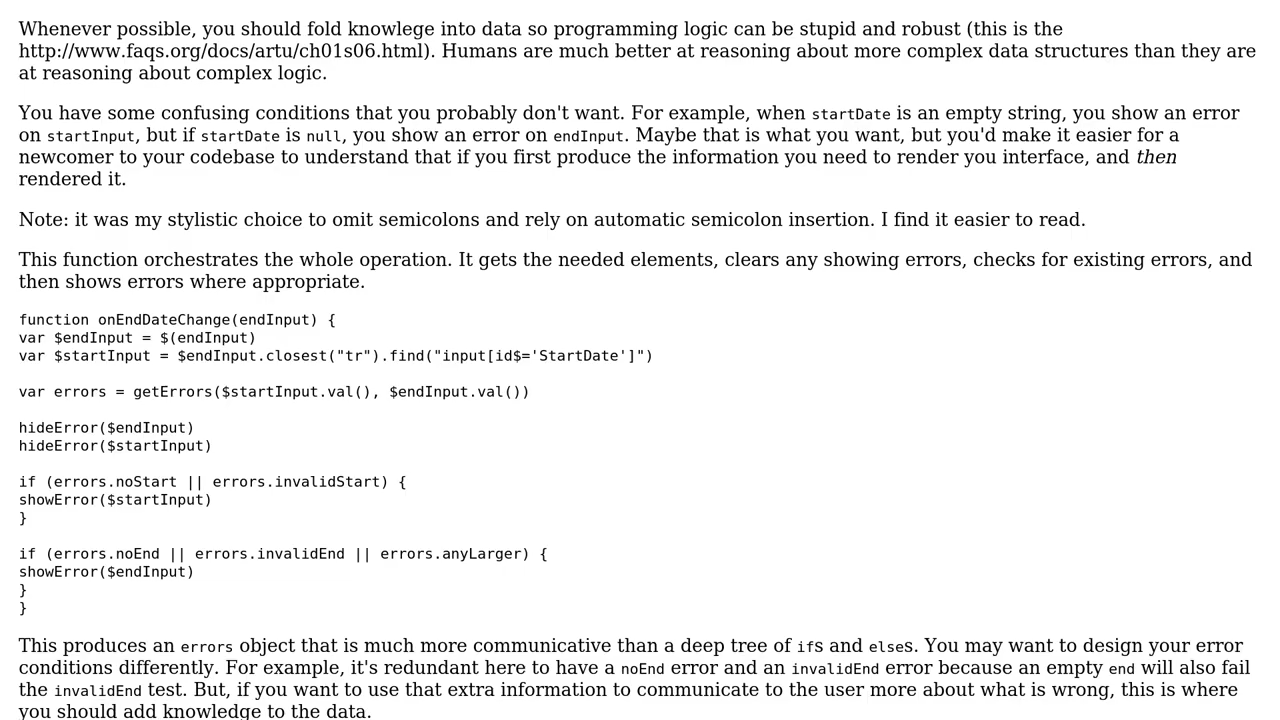 Whenever possible, you should fold knowlege into data so programming logic can be stupid and robust (this is the
http://www.faqs.org/docs/artu/ch01s06.html). Humans are much better at reasoning about more complex data structures than they are
at reasoning about complex logic.
You have some confusing conditions that you probably don't want. For example, when startDate is an empty string, you show an error
on startInput, but if startDate is null, you show an error on endInput. Maybe that is what you want, but you'd make it easier for a
newcomer to your codebase to understand that if you first produce the information you need to render you interface, and then
rendered it.
Note: it was my stylistic choice to omit semicolons and rely on automatic semicolon insertion. I find it easier to read.
This function orchestrates the whole operation. It gets the needed elements, clears any showing errors, checks for existing errors, and
then shows errors where appropriate.
function onEndDateChange(endInput) {
var $endInput = $(endInput)
var $startInput = $endInput.closest("tr").find("input[id$='StartDate']")
var errors = getErrors($startInput.val(), $endInput.val())
hideError($endInput)
hideError($startInput)
if (errors.noStart || errors.invalidStart) {
showError($startInput)
}
if (errors.noEnd || errors.invalidEnd || errors.anyLarger) {
showError($endInput)
}
}
This produces an errors object that is much more communicative than a deep tree of ifs and elses. You may want to design your error
conditions differently. For example, it's redundant here to have a noEnd error and an invalidEnd error because an empty end will also fail
the invalidEnd test. But, if you want to use that extra information to communicate to the user more about what is wrong, this is where
you should add knowledge to the data.